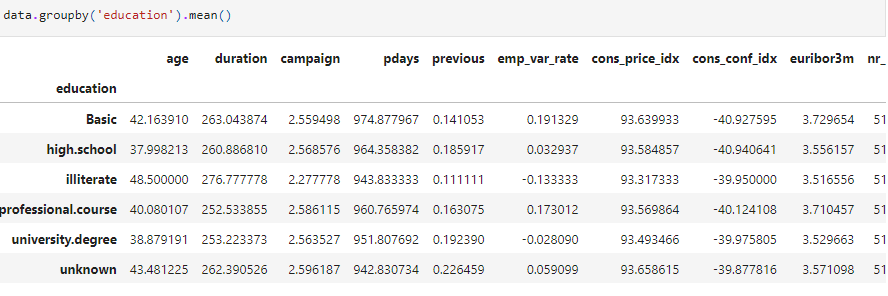 data.groupby('education').mean()
age duration campaign pdays previous emp_var_rate cons_price_idx cons_conf_idx euribor3m nr_
education
Basic 42.163910 263.043874 2.559498 974.877967 0.141053 0.191329 93.639933 -40.927595 3.729654 51
high.school 37.998213 260.886810 2.568576 964.358382 0.185917 0.032937 93.584857 -40.940641 3.556157 51
illiterate 48.500000 276.777778 2.277778 943.833333 0.111111 -0.133333 93.317333 -39.950000 3.516556 51
professional.course 40.080107 252.533855 2.586115 960.765974 0.163075 0.173012 93.569864 -40.124108 3.710457 51
university.degree 38.879191 253.223373 2.563527 951.807692 0.192390 -0.028090 93.493466 -39.975805 3.529663 51
unknown 43.481225 262.390526 2.596187 942.830734 0.226459 0.059099 93.658615 -39.877816 3.571098 51